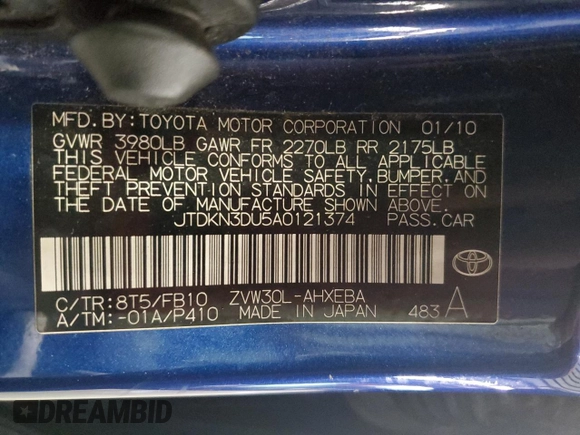 MFD.BY:TOYOTA MOTOR CORPORATION 01/10
GVWR 3980LB GAWR FR 2270LB RR 2175LB
THIS VEHICLE CONFORMS TO ALL APPLICABLE
FEDERAL MOTOR VEHICLE SAFETY,BUMPER,AND
THEFT PREVENTION STANDARDS IN EFFECT ON
THE DATE OF MANUFACTURE SHOWN ABOVE.
JTDKN3DU5A0121374 PASS.CAR
C/TR:8T5/FB10 ZVW30L-AHXEBA
A/TM:-01A/P410 MADE IN JAPAN 483 A
DREAMBID